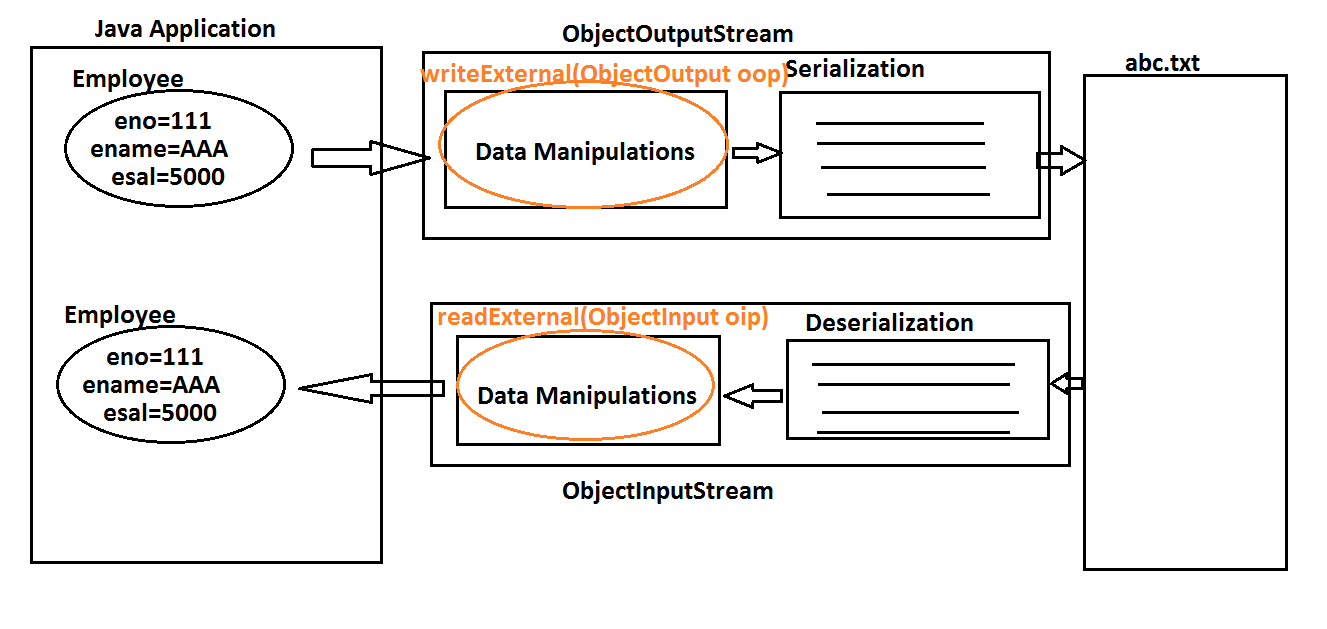 Java Application
ObjectOutputStream
abc.txt
Employee
eno=111
ename=AAA
esal=5000
writeExternal(ObjectOutput oop)
Serialization
Data Manipulations
Employee
eno=111
ename=AAA
esal=5000
readExternal(ObjectInput oip)
Deserialization
Data Manipulations
ObjectInputStream